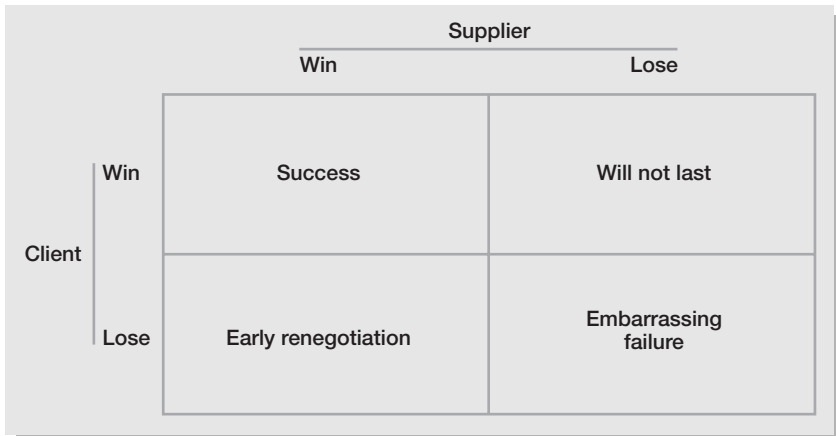 Supplier
Win
Lose
Win
Success
Will not last
Client
Lose
Early renegotiation
Embarrassing
failure